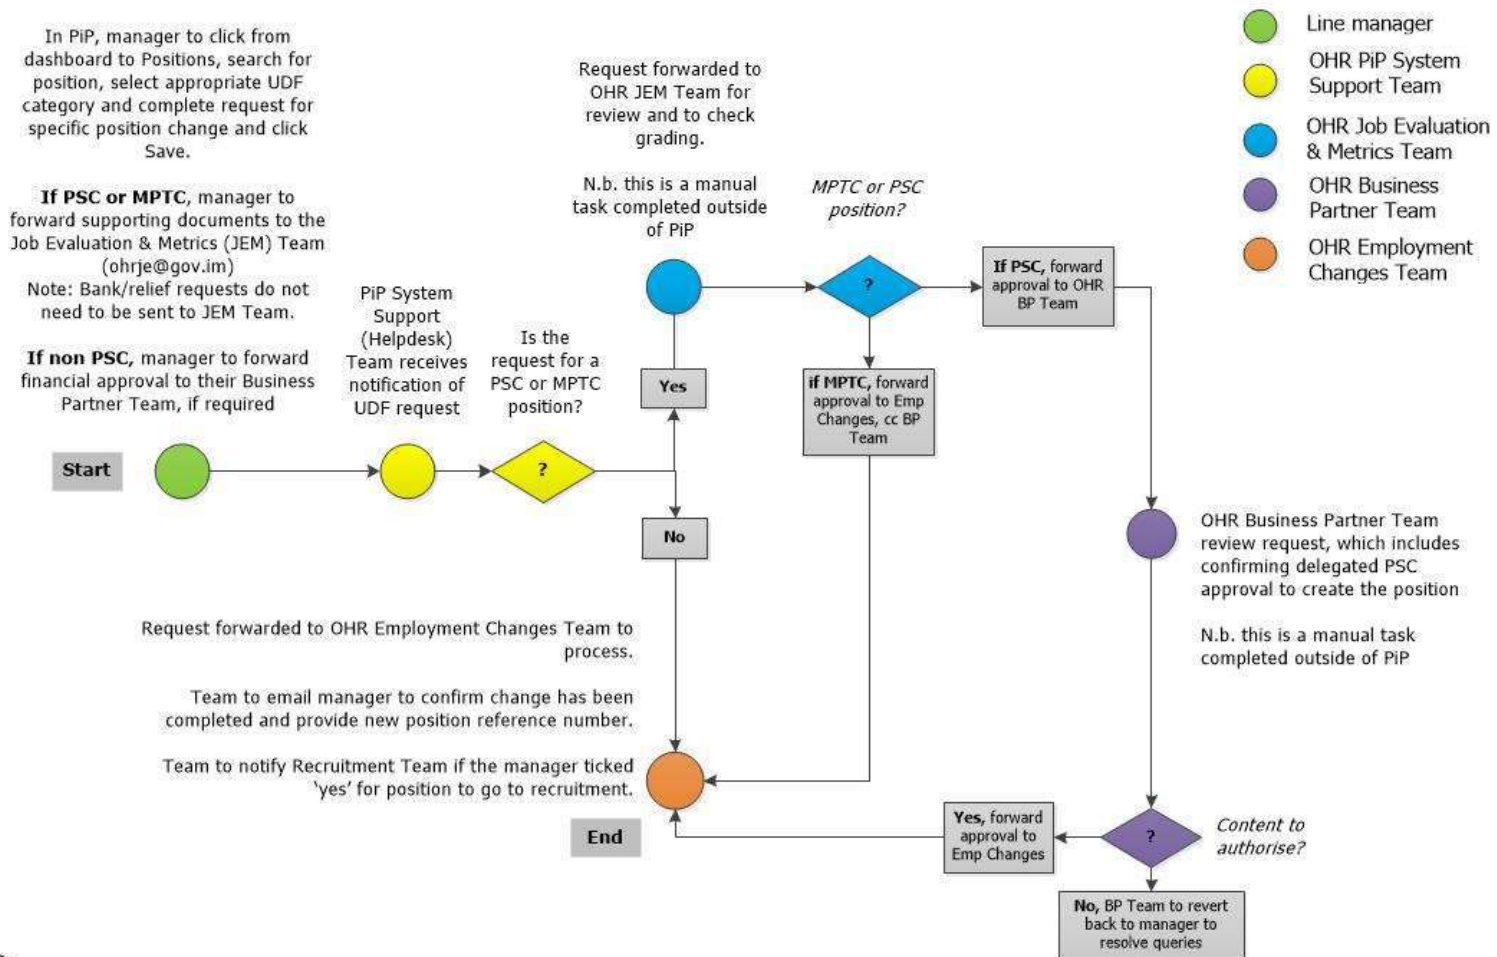 In PiP, manager to click from
dashboard to Positions, search for
position, select appropriate UDF
category and complete request for
specific position change and click
Save.
If PSC or MPTC, manager to
forward supporting documents to the
Job Evaluation & Metrics (JEM) Team
(ohrje@gov.im)
Note: Bank/relief requests do not
need to be sent to JEM Team.
If non PSC, manager to forward
financial approval to their Business
Partner Team, if required
Start
PiP System
Support
(Helpdesk)
Team receives
notification of
UDF request
Is the
request for a
PSC or MPTC
position?
?
Yes
No
Request forwarded to
OHR JEM Team for
review and to check
grading.
N.b. this is a manual
task completed outside
of PiP
MPTC or PSC
position?
?
If PSC, forward
approval to OHR
BP Team
if MPTC, forward
approval to Emp
Changes, cc BP
Team
Line manager
OHR PiP System
Support Team
OHR Job Evaluation
& Metrics Team
OHR Business
Partner Team
OHR Employment
Changes Team
OHR Business Partner Team
review request, which includes
confirming delegated PSC
approval to create the position
N.b. this is a manual task
completed outside of PiP
Request forwarded to OHR Employment Changes Team to
process.
Team to email manager to confirm change has been
completed and provide new position reference number.
Team to notify Recruitment Team if the manager ticked
‘yes’ for position to go to recruitment.
End
Yes, forward
approval to
Emp Changes
?
Content to
authorise?
No, BP Team to revert
back to manager to
resolve queries